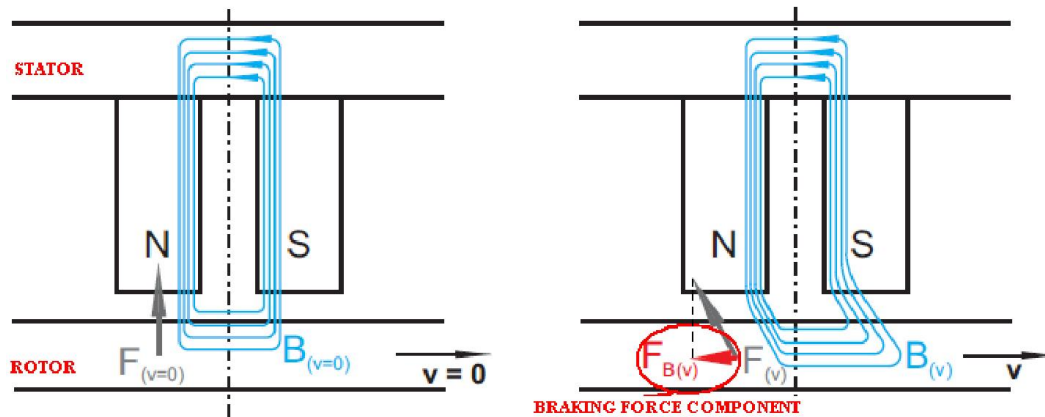 STATOR
N S
F(v=0)
B(v=0)
ROTOR
v = 0
N S
FB(v)
F(v)
B(v)
v
BRAKING FORCE COMPONENT